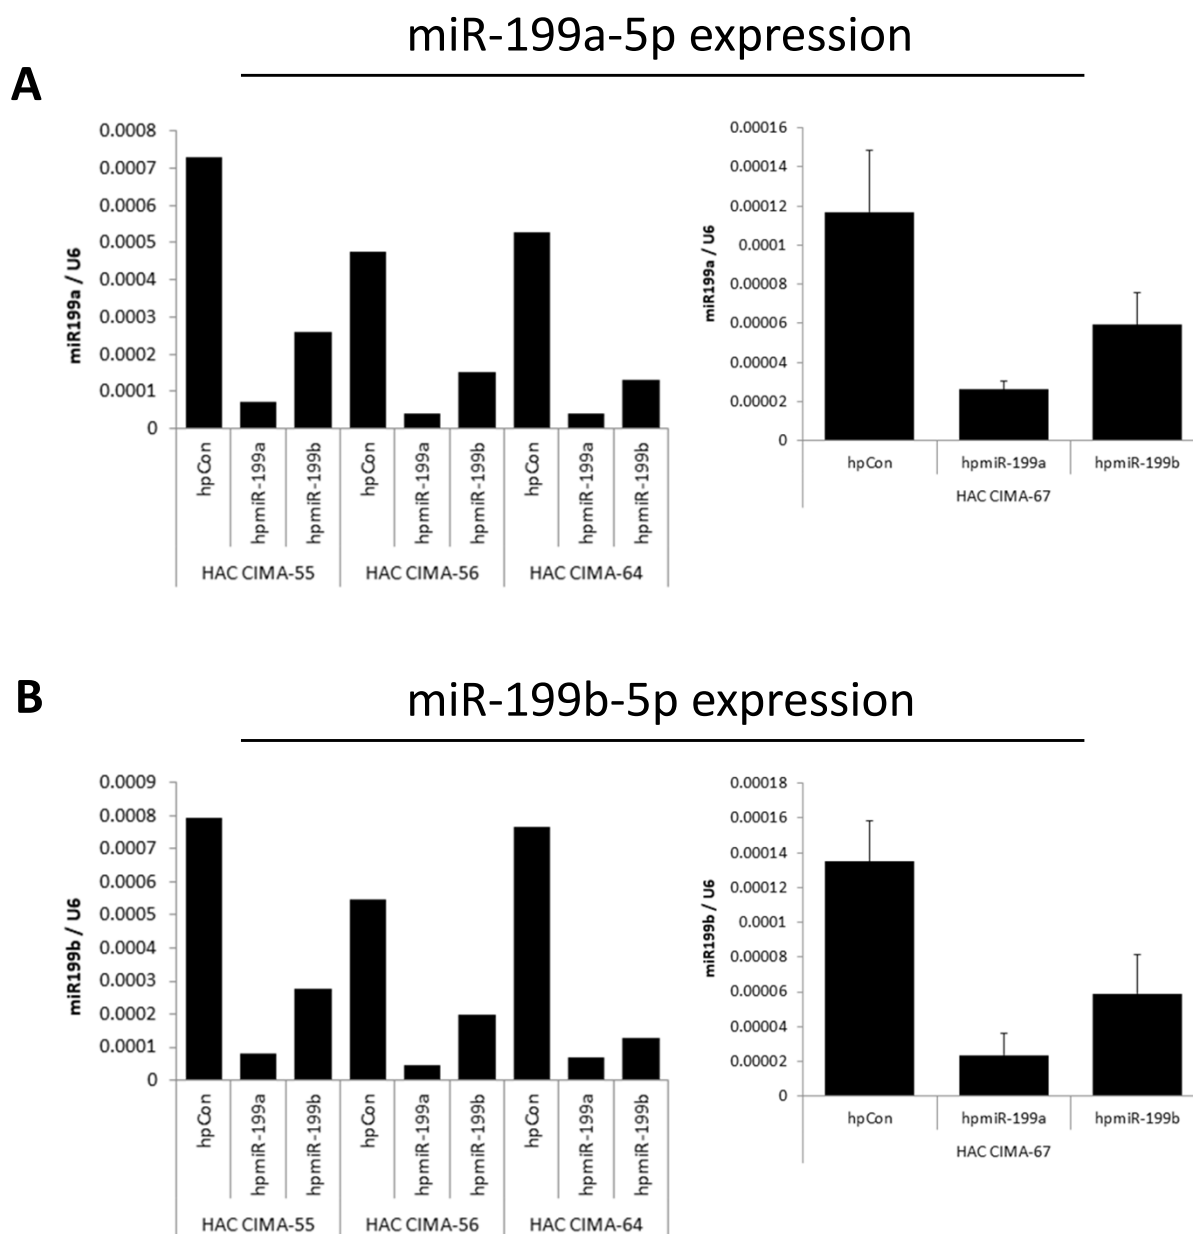 miR-199a-5p expression
A
miR199a / U6
0.0008
0.0007
0.0006
0.0005
0.0004
0.0003
0.0002
0.0001
0
hpCon
hpmiR-199a
hpmiR-199b
hpCon
hpmiR-199a
hpmiR-199b
hpCon
hpmiR-199a
hpmiR-199b
HAC CIMA-55
HAC CIMA-56
HAC CIMA-64
miR199a / U6
0.00016
0.00014
0.00012
0.0001
0.00008
0.00006
0.00004
0.00002
0
hpCon
hpmiR-199a
hpmiR-199b
HAC CIMA-67
B
miR-199b-5p expression
miR199b / U6
0.0009
0.0008
0.0007
0.0006
0.0005
0.0004
0.0003
0.0002
0.0001
0
hpCon
hpmiR-199a
hpmiR-199b
hpCon
hpmiR-199a
hpmiR-199b
hpCon
hpmiR-199a
hpmiR-199b
HAC CIMA-55
HAC CIMA-56
HAC CIMA-64
miR199b / U6
0.00018
0.00016
0.00014
0.00012
0.0001
0.00008
0.00006
0.00004
0.00002
0
hpCon
hpmiR-199a
hpmiR-199b
HAC CIMA-67